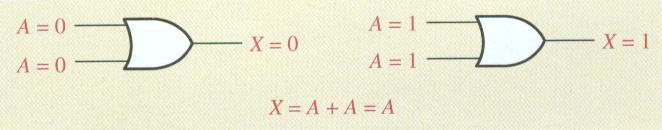 A = 0
A = 0
X = 0
A = 1
A = 1
X = 1
X = A + A = A